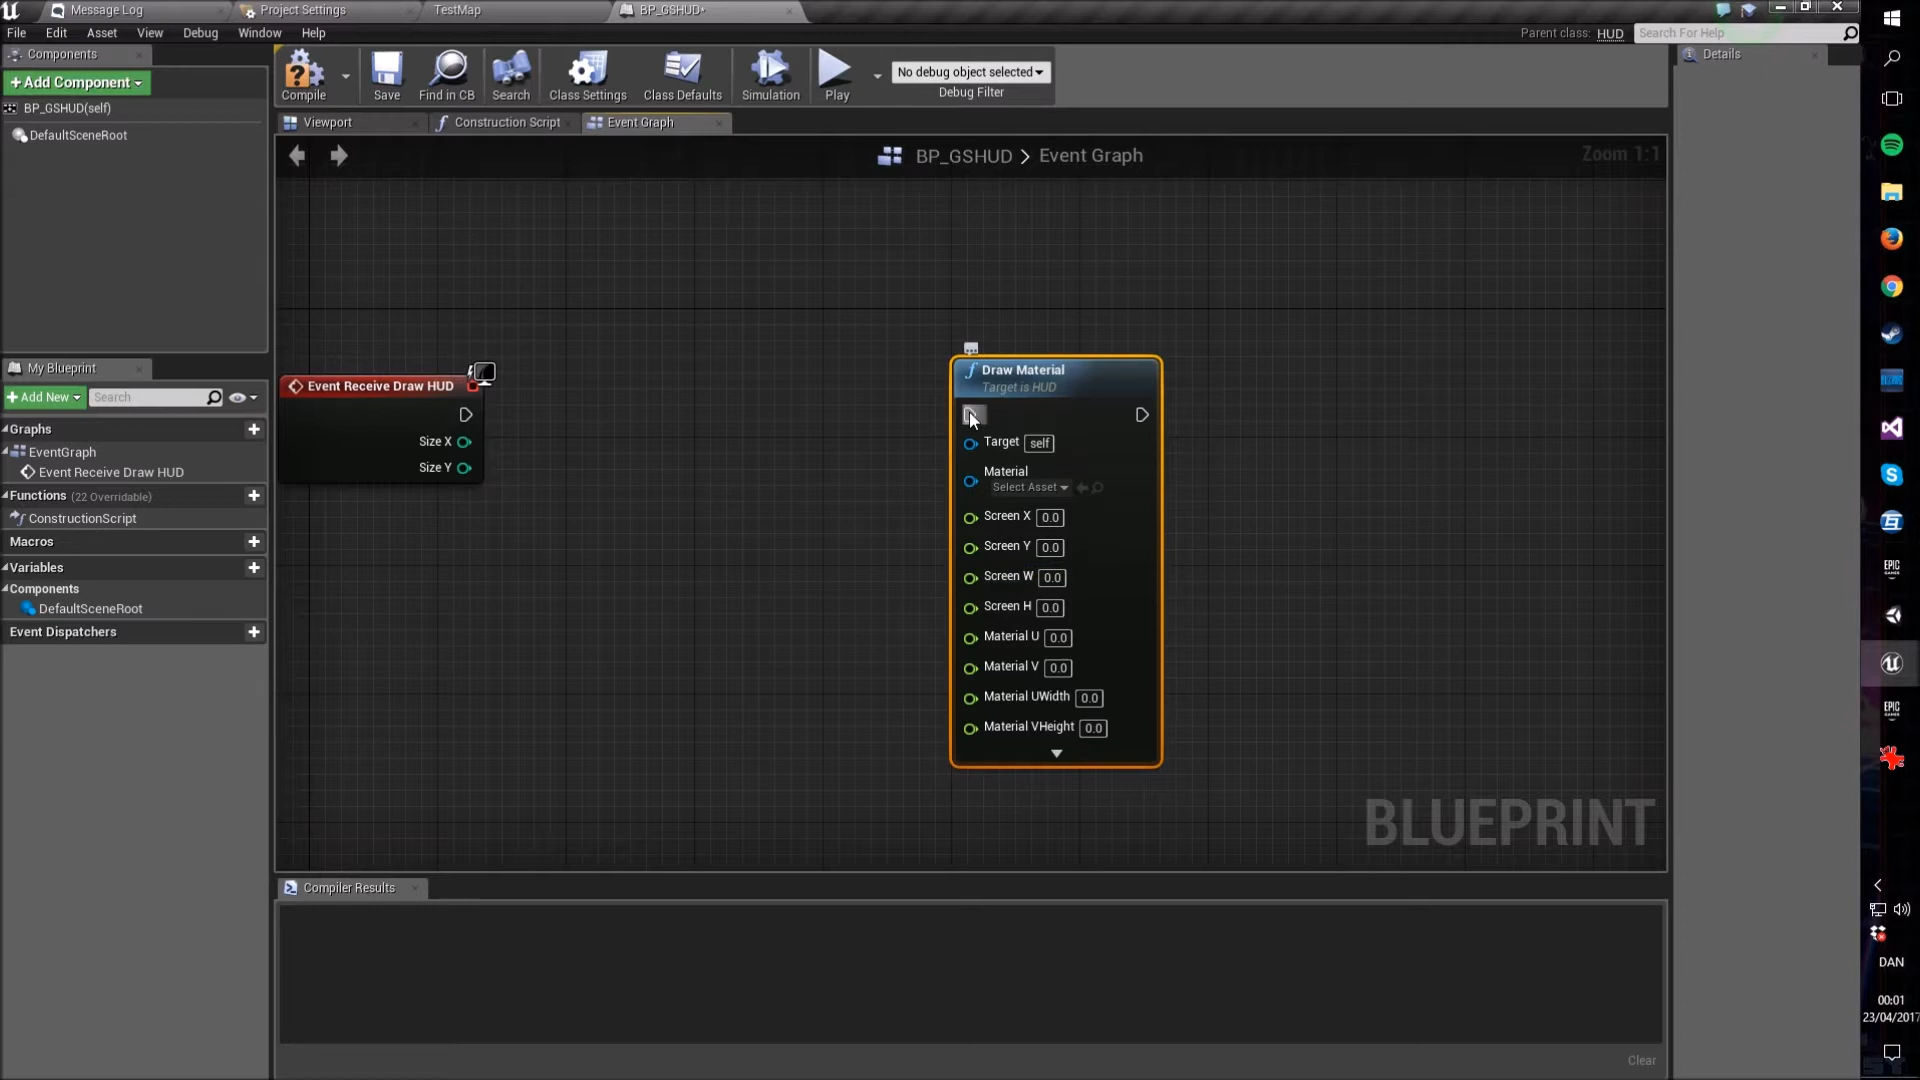 Message Log
Project Settings
TestMap
BP_GSHUD*
File Edit Asset View Debug Window Help
Parent class: HUD
Search For Help
Components
Details
+Add Component
BP_GSHUD(self)
DefaultSceneRoot
Compile
Save
Find in CB
Search
Class Settings
Class Defaults
Simulation
Play
No debug object selected
Debug Filter
Viewport
Construction Script
Event Graph
BP_GSHUD > Event Graph
Zoom 1:1
My Blueprint
+Add New
Search
Graphs
EventGraph
Event Receive Draw HUD
Functions (22 Overridable)
ConstructionScript
Macros
Variables
Components
DefaultSceneRoot
Event Dispatchers
Event Receive Draw HUD
Size X
Size Y
Draw Material
Target is HUD
Target self
Material
Select Asset
Screen X 0.0
Screen Y 0.0
Screen W 0.0
Screen H 0.0
Material U 0.0
Material V 0.0
Material UWidth 0.0
Material VHeight 0.0
BLUEPRINT
Compiler Results
Clear
EPIC
GAMES
EPIC
GAMES
DAN
00:01
23/04/2017